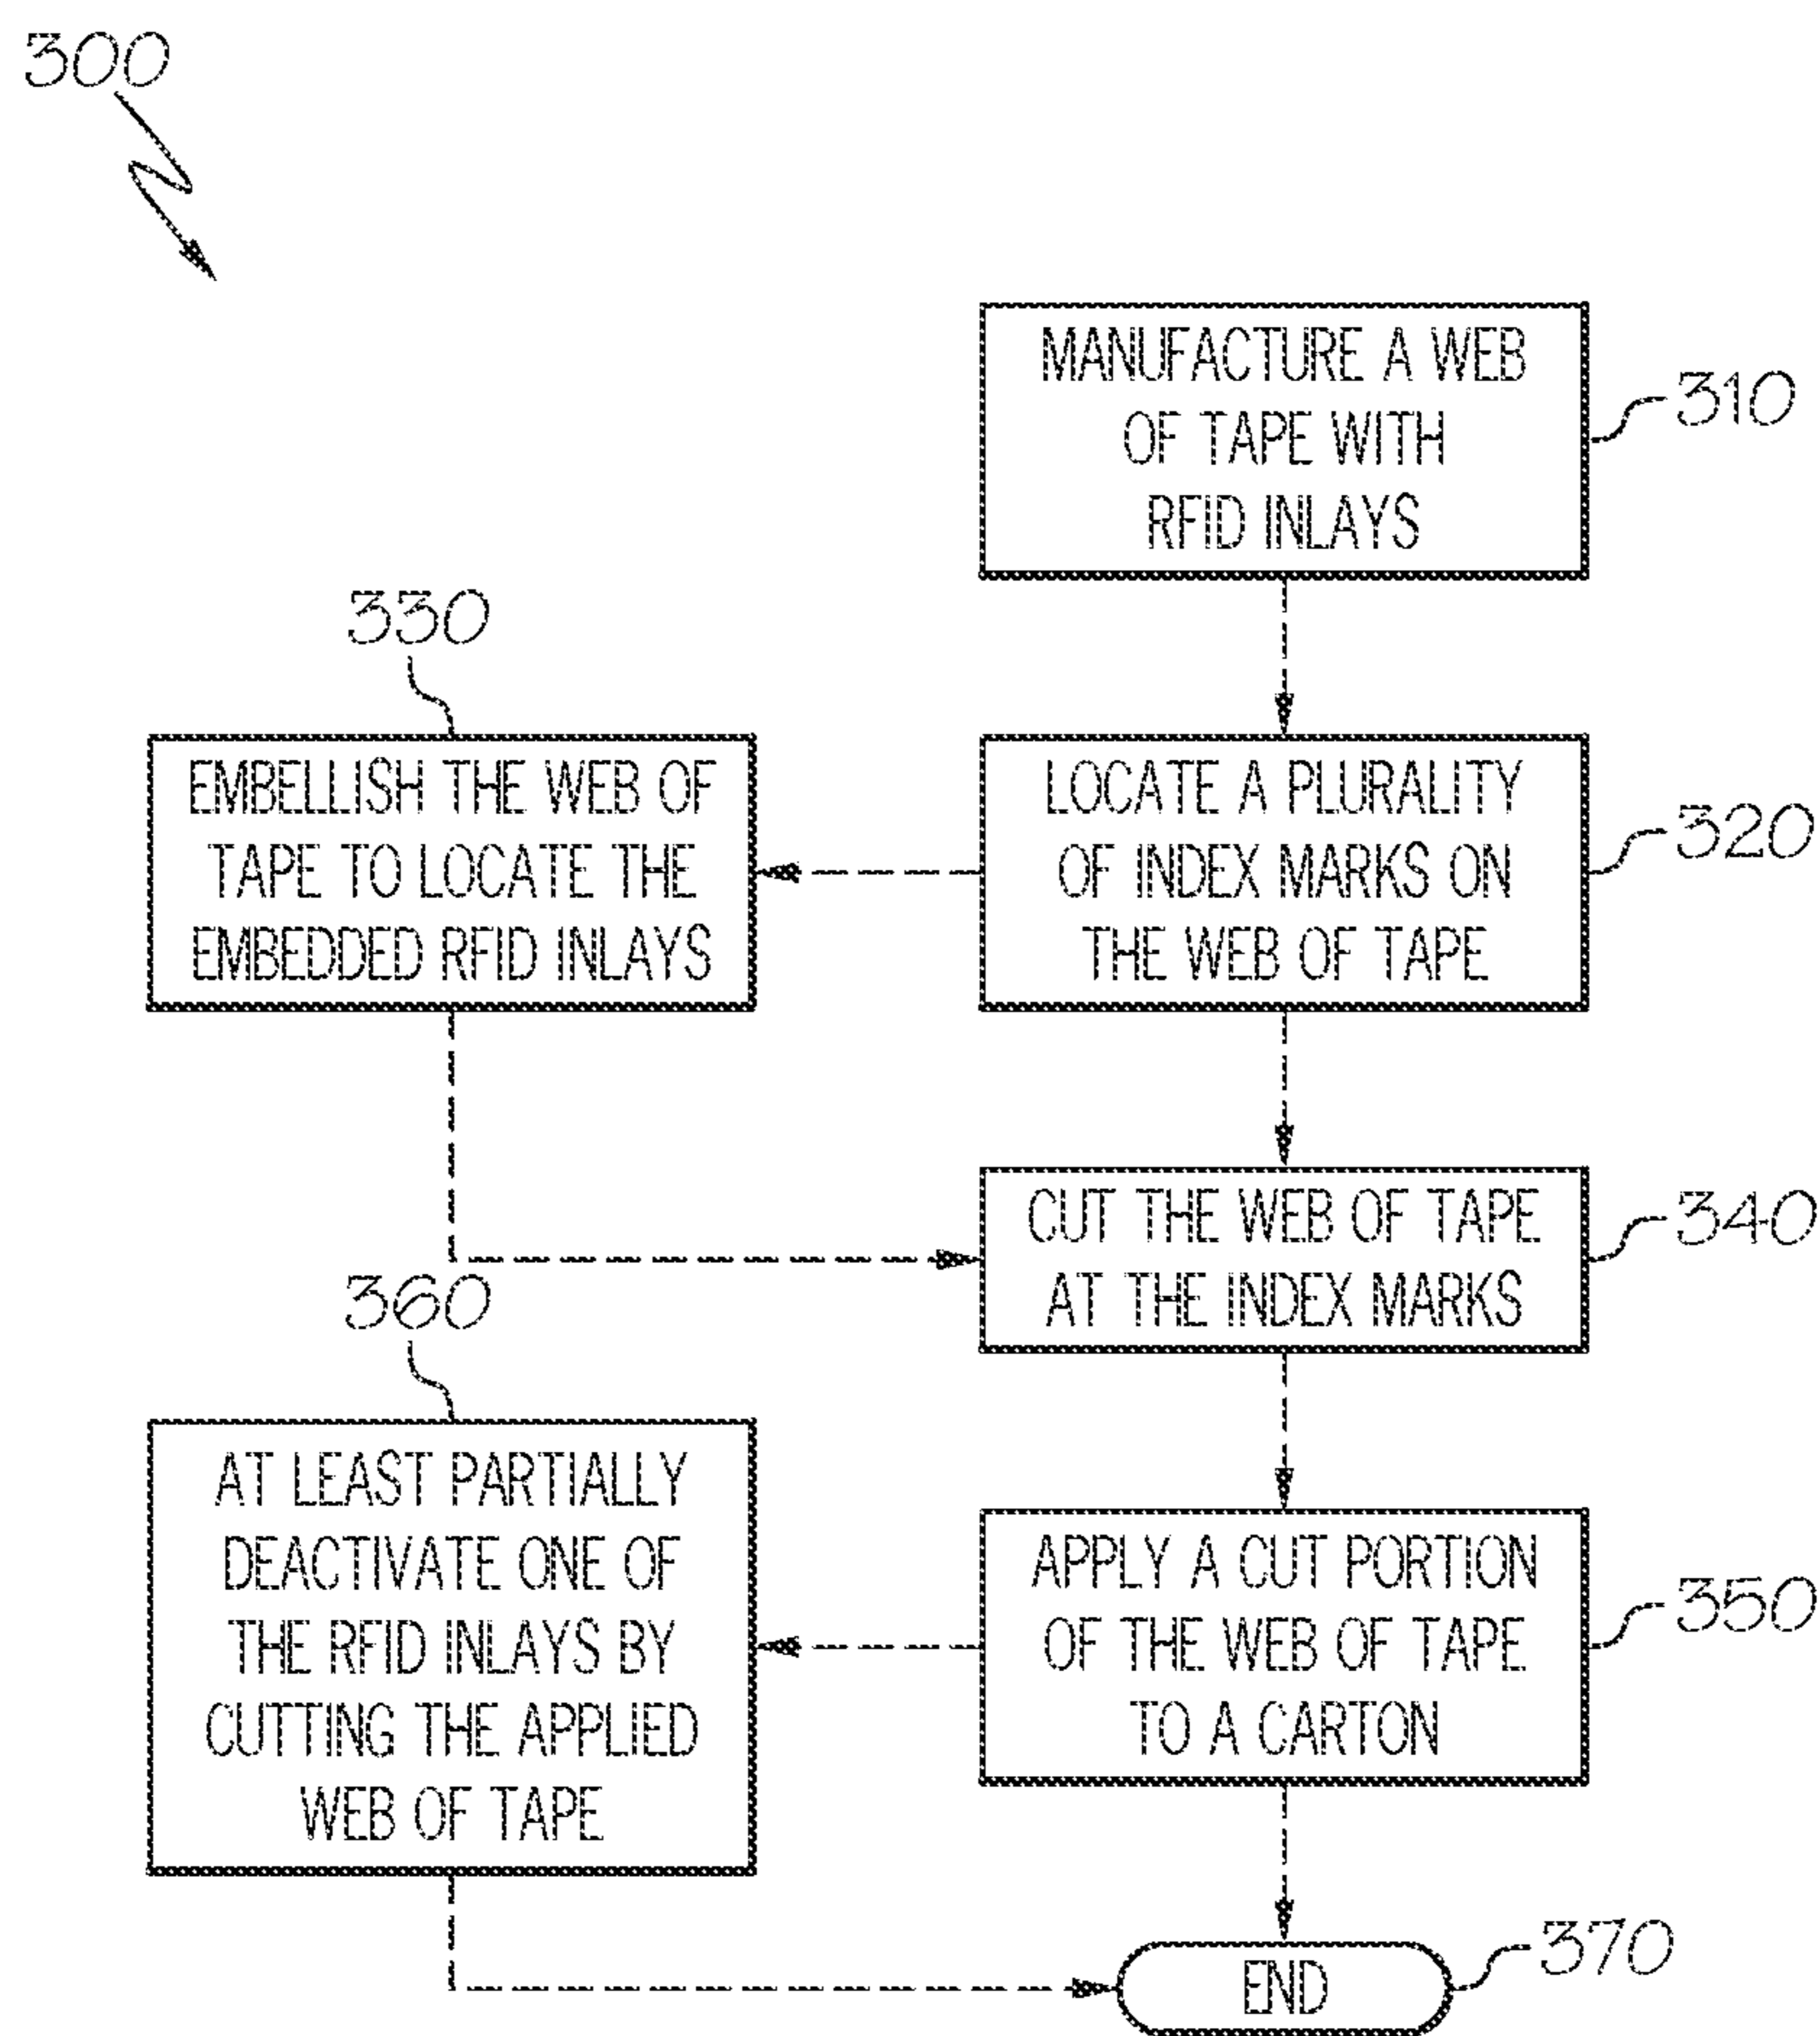 300
MANUFACTURE A WEB
OF TAPE WITH
RFID INLAYS
310
330
EMBELLISH THE WEB OF
TAPE TO LOCATE THE
EMBEDDED RFID INLAYS
LOCATE A PLURALITY
OF INDEX MARKS ON
THE WEB OF TAPE
320
CUT THE WEB OF TAPE
AT THE INDEX MARKS
340
360
AT LEAST PARTIALLY
DEACTIVATE ONE OF
THE RFID INLAYS BY
CUTTING THE APPLIED
WEB OF TAPE
APPLY A CUT PORTION
OF THE WEB OF TAPE
TO A CARTON
350
END
370